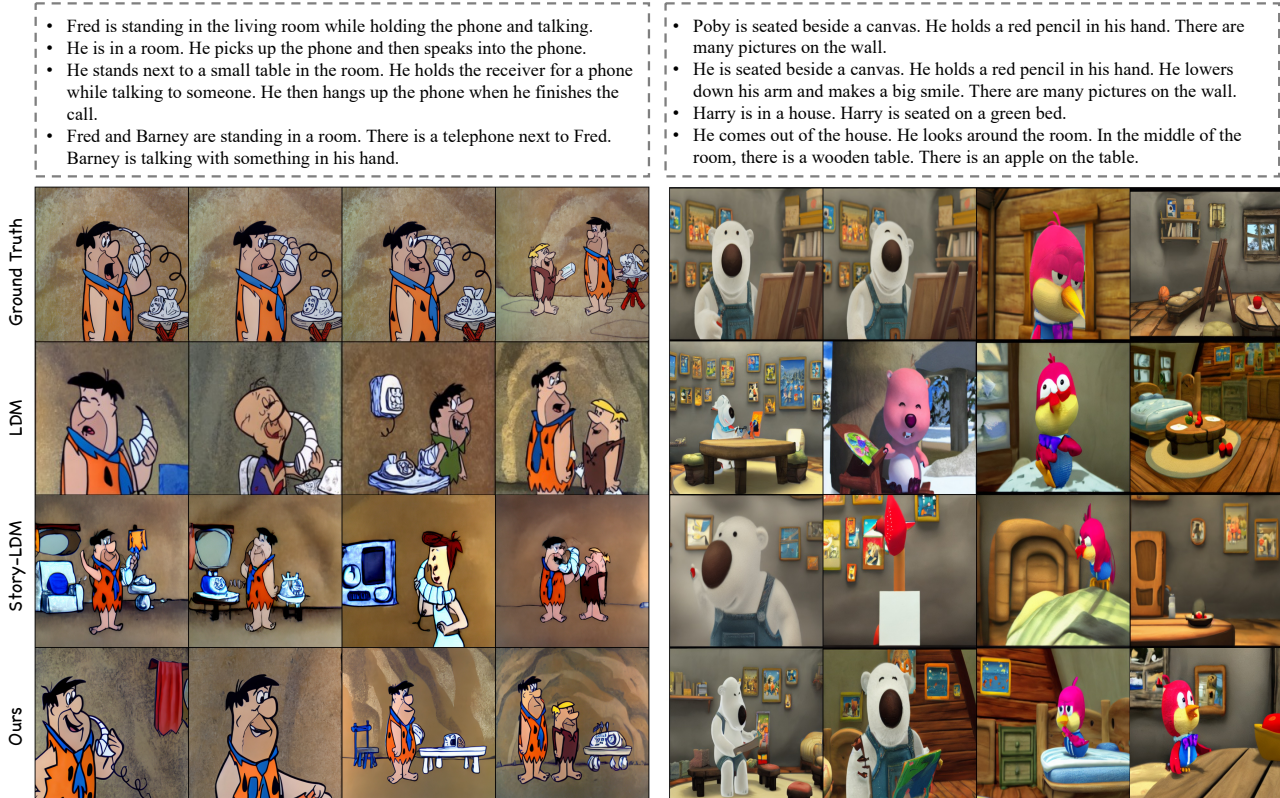 • Fred is standing in the living room while holding the phone and talking.
• He is in a room. He picks up the phone and then speaks into the phone.
• He stands next to a small table in the room. He holds the receiver for a phone
while talking to someone. He then hangs up the phone when he finishes the
call.
• Fred and Barney are standing in a room. There is a telephone next to Fred.
Barney is talking with something in his hand.
• Poby is seated beside a canvas. He holds a red pencil in his hand. There are
many pictures on the wall.
• He is seated beside a canvas. He holds a red pencil in his hand. He lowers
down his arm and makes a big smile. There are many pictures on the wall.
• Harry is in a house. Harry is seated on a green bed.
• He comes out of the house. He looks around the room. In the middle of the
room, there is a wooden table. There is an apple on the table.
Ground Truth
LDM
Story-LDM
Ours